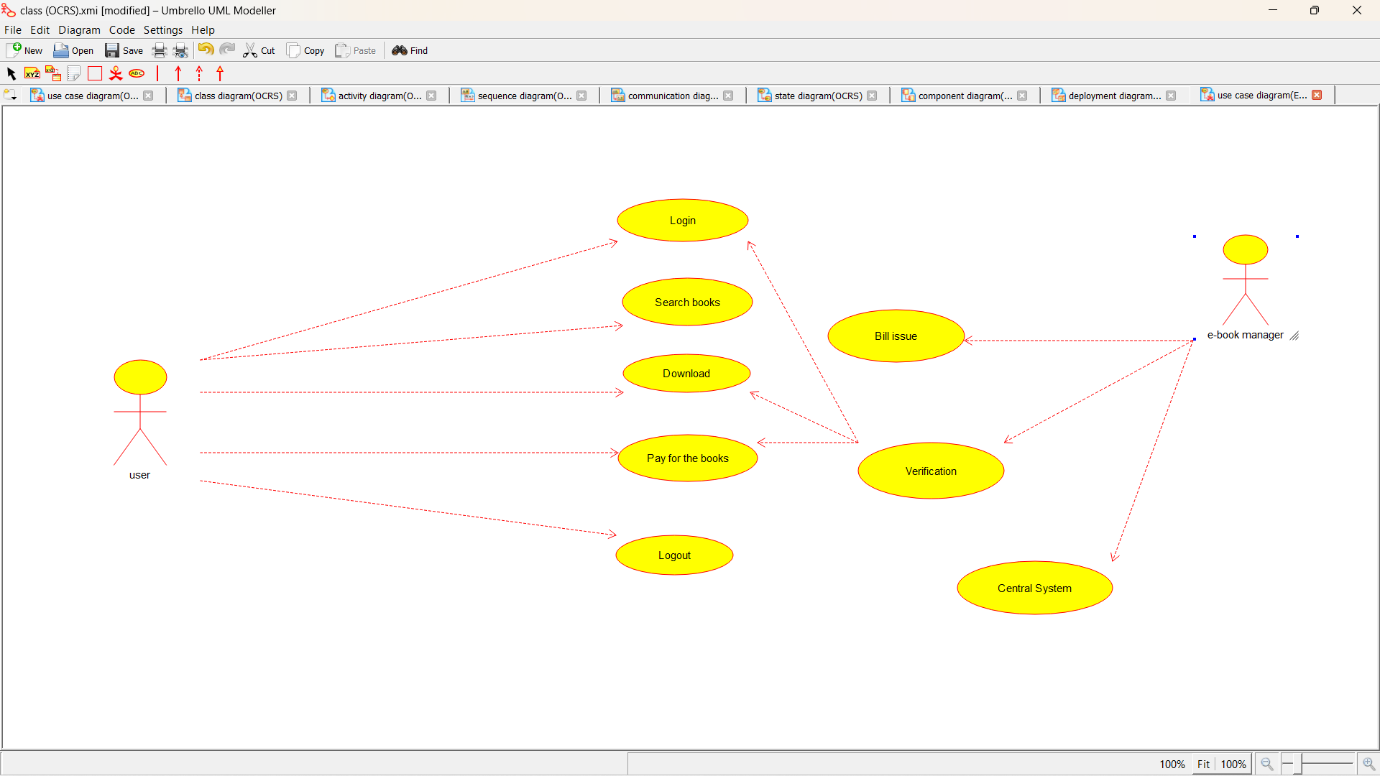 class (OCRS).xmi [modified] – Umbrello UML Modeller
File Edit Diagram Code Settings Help
New Open Save Cut Copy Paste Find
XYZ ABC
use case diagram(O... class diagram(OCRS) activity diagram(O... sequence diagram(O... communication diag... state diagram(OCRS) component diagram(... deployment diagram... use case diagram(E...
Login
Search books
Bill issue
e-book manager
Download
Pay for the books
Verification
user
Logout
Central System
100% Fit 100%